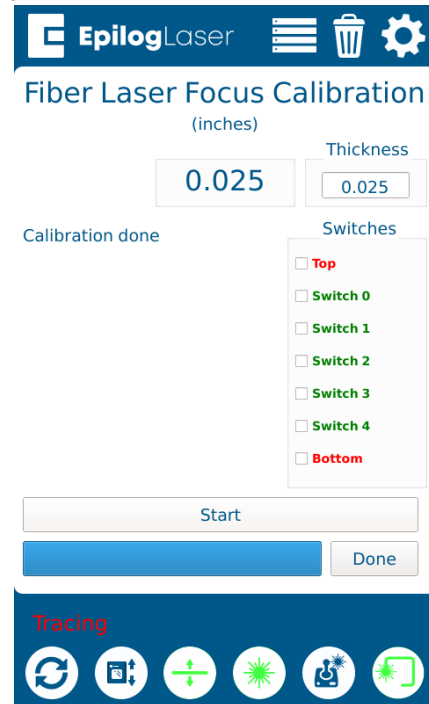 EpilogLaser
Fiber Laser Focus Calibration
(inches)
Thickness
0.025
0.025
Calibration done
Switches
Top
Switch 0
Switch 1
Switch 2
Switch 3
Switch 4
Bottom
Start
Done
Tracing